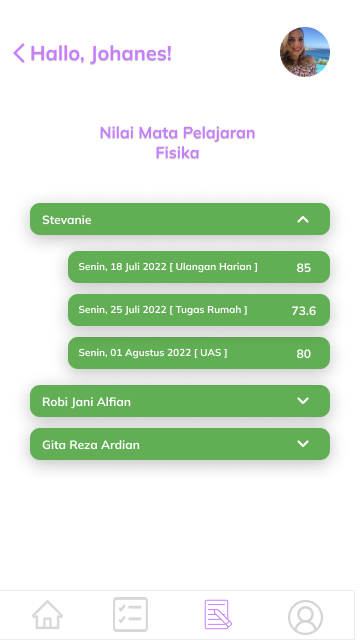 Hallo, Johanes!
Nilai Mata Pelajaran
Fisika
Stevanie
Senin, 18 Juli 2022 [ Ulangan Harian ] 85
Senin, 25 Juli 2022 [ Tugas Rumah ] 73.6
Senin, 01 Agustus 2022 [ UAS ] 80
Robi Jani Alfian
Gita Reza Ardian